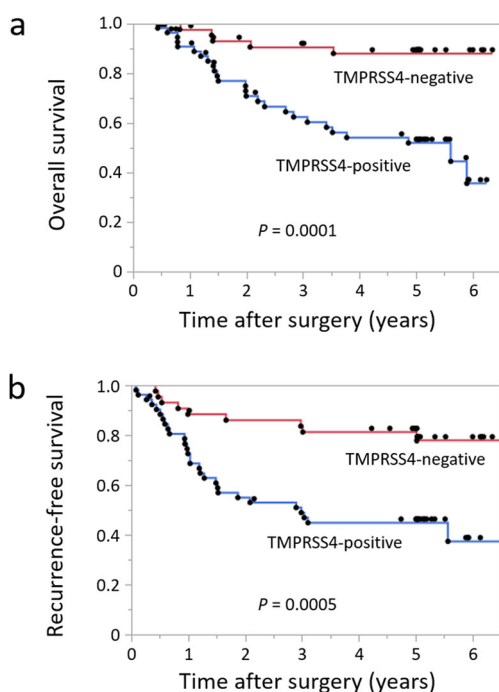 a
Overall survival
1.0
0.8
0.6
0.4
0.2
0
TMPRSS4-negative
TMPRSS4-positive
P = 0.0001
0 1 2 3 4 5 6
Time after surgery (years)
b
Recurrence-free survival
1.0
0.8
0.6
0.4
0.2
0
TMPRSS4-negative
TMPRSS4-positive
P = 0.0005
0 1 2 3 4 5 6
Time after surgery (years)